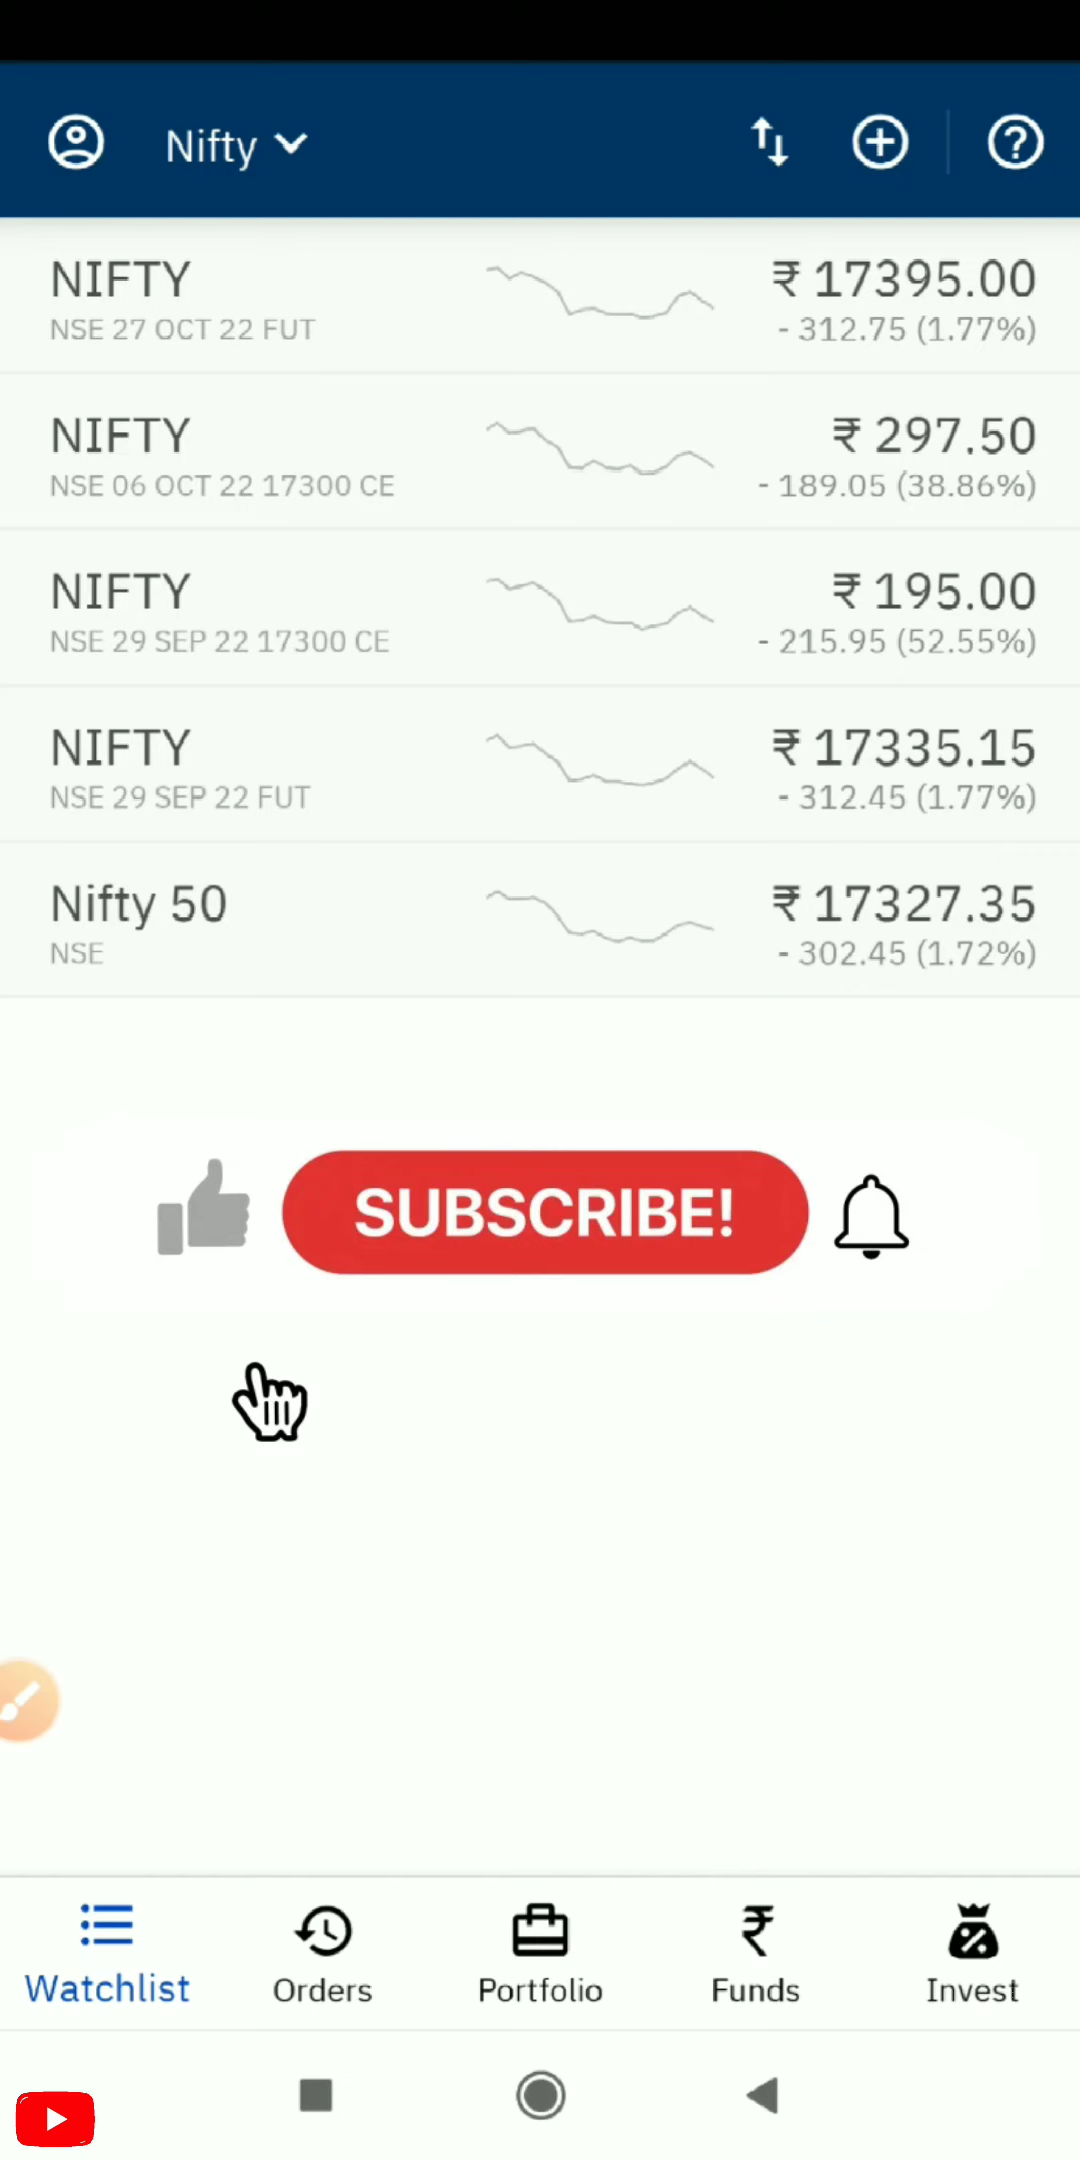 Nifty
NIFTY
₹ 17395.00
NSE 27 OCT 22 FUT
- 312.75 (1.77%)
NIFTY
₹ 297.50
NSE 06 OCT 22 17300 CE
- 189.05 (38.86%)
NIFTY
₹ 195.00
NSE 29 SEP 22 17300 CE
- 215.95 (52.55%)
NIFTY
₹ 17335.15
NSE 29 SEP 22 FUT
- 312.45 (1.77%)
Nifty 50
₹ 17327.35
NSE
- 302.45 (1.72%)
SUBSCRIBE!
Watchlist Orders Portfolio Funds Invest